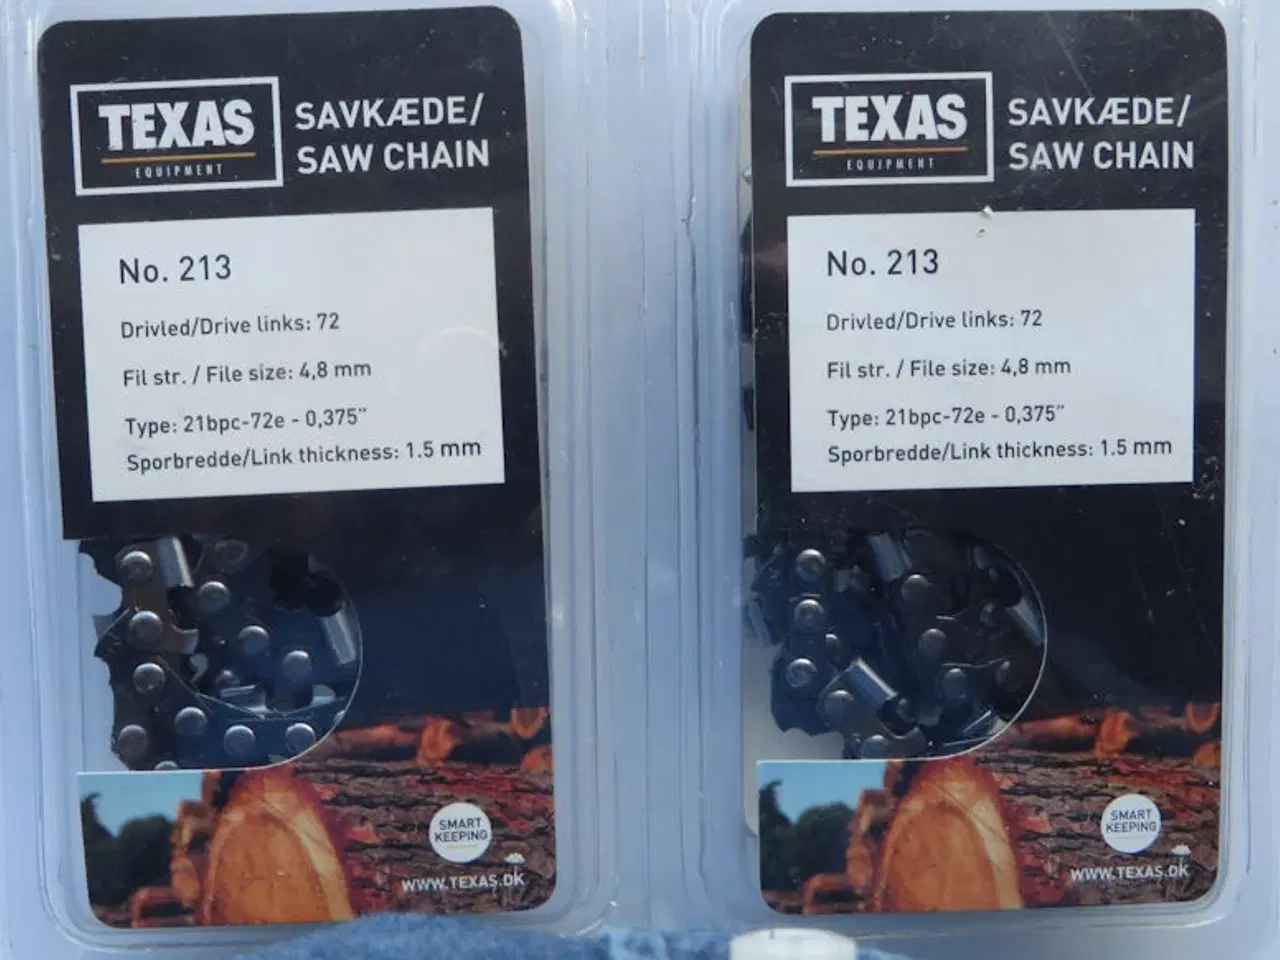 TEXAS
EQUIPMENT
SAVKÆDE/
SAW CHAIN
No. 213
Drivled/Drive links: 72
Fil str. / File size: 4,8 mm
Type: 21bpc-72e - 0,375"
Sporbredde/Link thickness: 1.5 mm
SMART
KEEPING
WWW.TEXAS.DK
TEXAS
EQUIPMENT
SAVKÆDE/
SAW CHAIN
No. 213
Drivled/Drive links: 72
Fil str. / File size: 4,8 mm
Type: 21bpc-72e - 0,375"
Sporbredde/Link thickness: 1.5 mm
SMART
KEEPING
WWW.TEXAS.DK